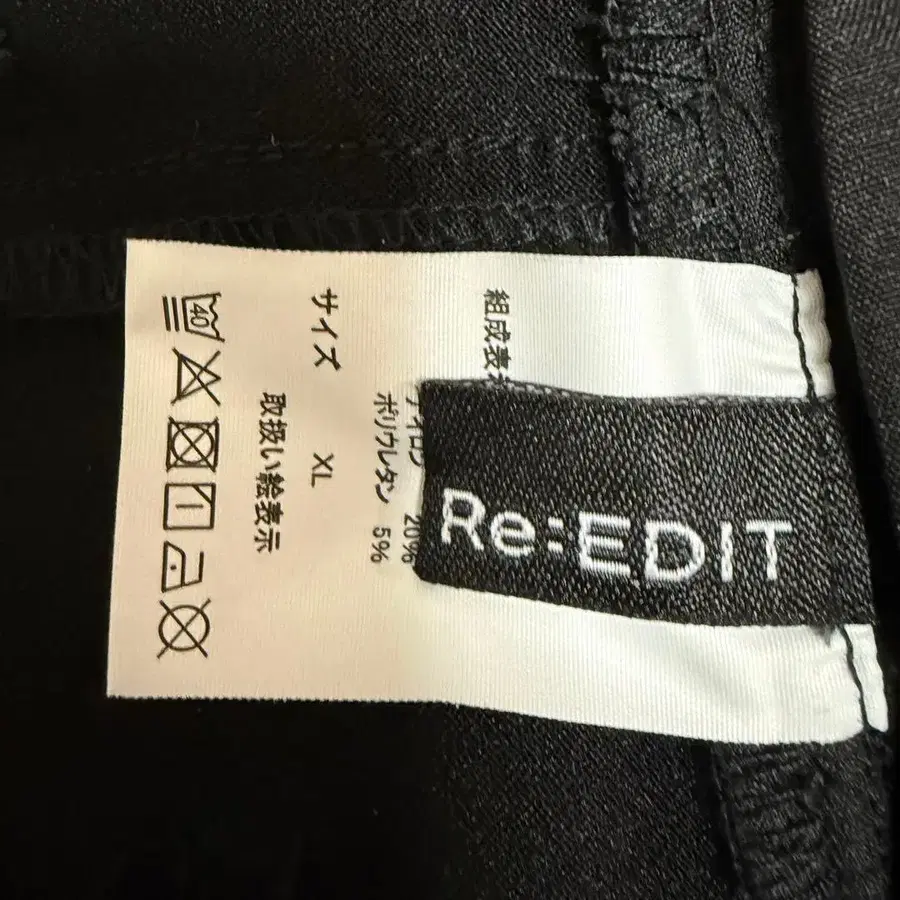 組成表
ナイロン 20%
ポリウレタン 5%
サイズ XL
取扱い絵表示
40
Re:EDIT